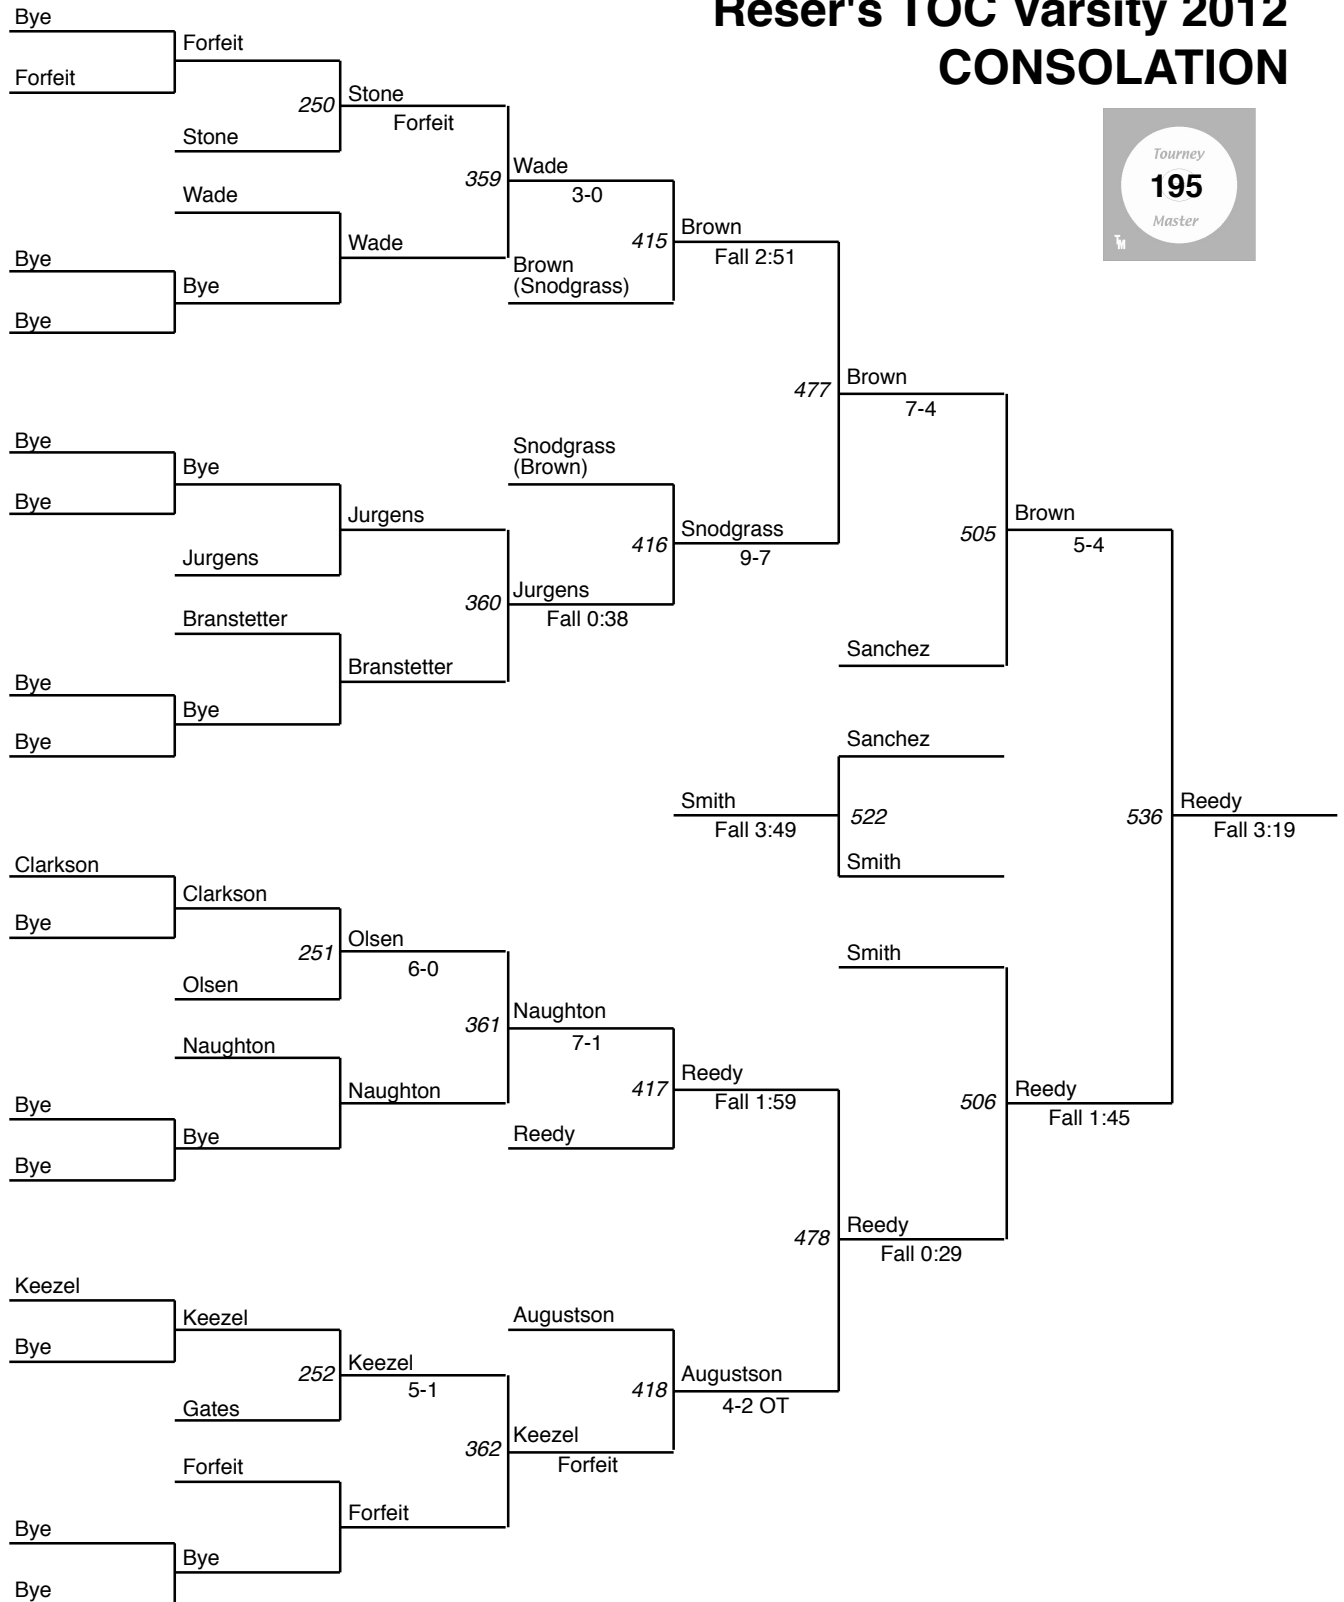 Reser's TOC Varsity 2012
CONSOLATION
Tourney
195
Master
TM
Bye
Forfeit
Forfeit
250
Stone
Stone
Forfeit
Wade
Bye
Bye
Bye
Wade
359
Wade
3-0
Brown
(Snodgrass)
415
Brown
Fall 2:51
Bye
Bye
Bye
Jurgens
Jurgens
Branstetter
Bye
Bye
Bye
Branstetter
360
Jurgens
Fall 0:38
Snodgrass
(Brown)
416
Snodgrass
9-7
477
Brown
7-4
Sanchez
505
Brown
5-4
Sanchez
Smith
522
Smith
Fall 3:49
536
Reedy
Fall 3:19
Clarkson
Bye
Clarkson
Olsen
251
Olsen
6-0
Naughton
Bye
Bye
Bye
Naughton
361
Naughton
7-1
Reedy
417
Reedy
Fall 1:59
Smith
506
Reedy
Fall 1:45
478
Reedy
Fall 0:29
Keezel
Bye
Keezel
Gates
252
Keezel
5-1
Forfeit
Bye
Bye
Bye
Forfeit
362
Keezel
Forfeit
Augustson
418
Augustson
4-2 OT